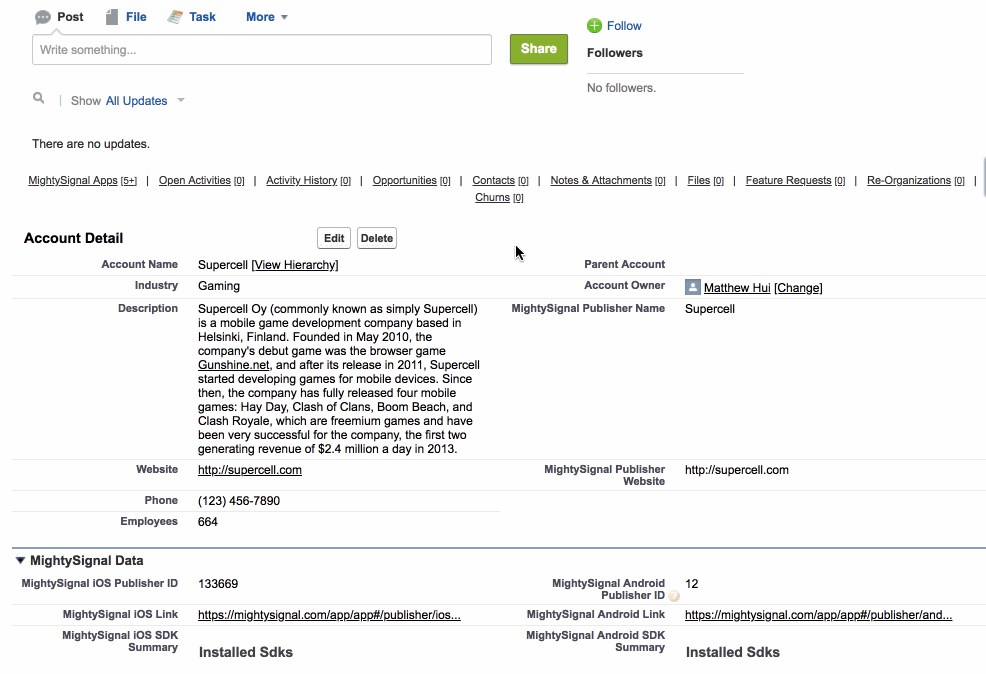 Post File Task More
Write something...
Share
Follow
Followers
No followers.
Show All Updates
There are no updates.
MightySignal Apps [5+] | Open Activities [0] | Activity History [0] | Opportunities [0] | Contacts [0] | Notes & Attachments [0] | Files [0] | Feature Requests [0] | Re-Organizations [0] |
Churns [0]
Account Detail
Edit Delete
Account Name Supercell [View Hierarchy]
Parent Account
Industry Gaming
Account Owner Matthew Hui [Change]
Description Supercell Oy (commonly known as simply Supercell)
is a mobile game development company based in
Helsinki, Finland. Founded in May 2010, the
company's debut game was the browser game
Gunshine.net, and after its release in 2011, Supercell
started developing games for mobile devices. Since
then, the company has fully released four mobile
games: Hay Day, Clash of Clans, Boom Beach, and
Clash Royale, which are freemium games and have
been very successful for the company, the first two
generating revenue of $2.4 million a day in 2013.
MightySignal Publisher Name Supercell
Website http://supercell.com
MightySignal Publisher
Website
http://supercell.com
Phone (123) 456-7890
Employees 664
MightySignal Data
MightySignal iOS Publisher ID 133669
MightySignal Android
Publisher ID ?
12
MightySignal iOS Link https://mightysignal.com/app/app#/publisher/ios...
MightySignal Android Link https://mightysignal.com/app/app#/publisher/and...
MightySignal iOS SDK
Summary
Installed Sdks
MightySignal Android SDK
Summary
Installed Sdks